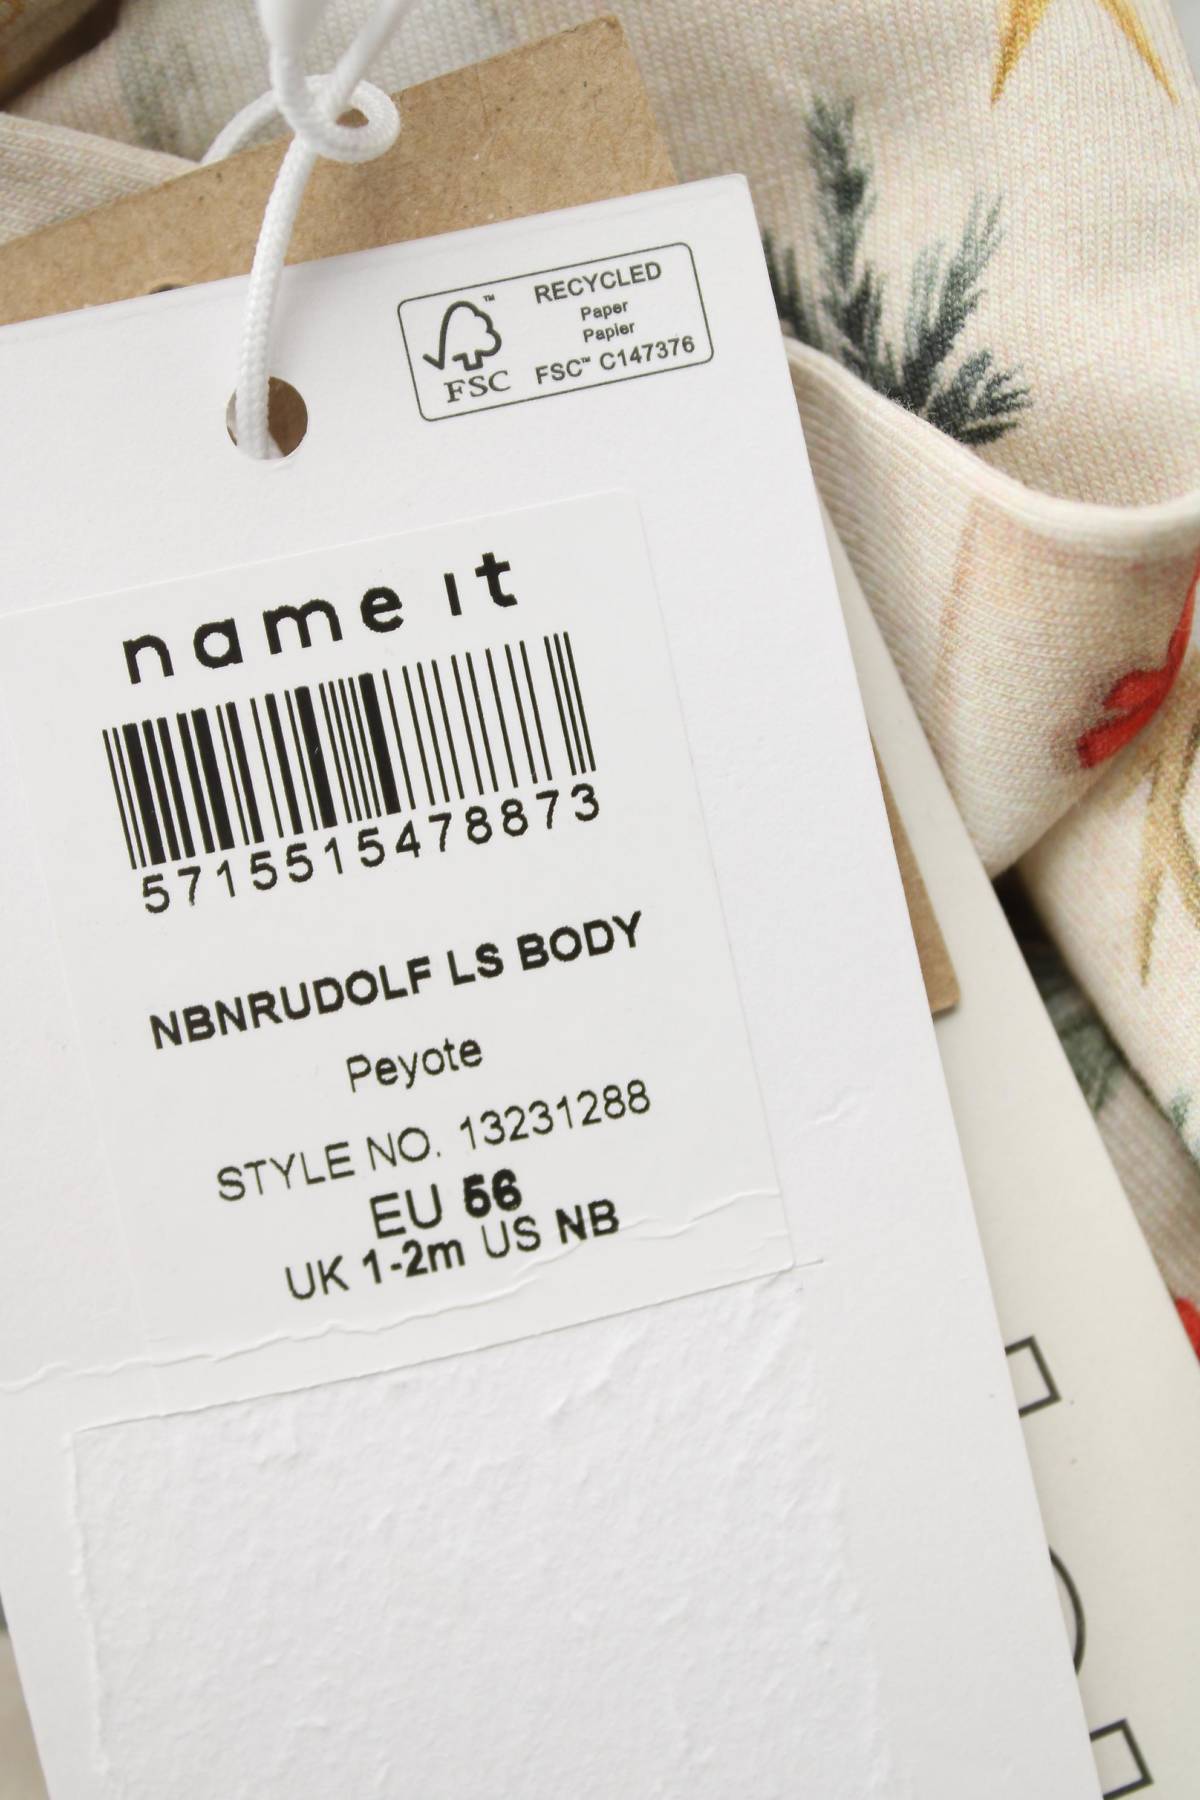 FSC™
RECYCLED
Paper
Papier
FSC™ C147376
name it
5715515478873
NBNRUDOLF LS BODY
Peyote
STYLE NO. 13231288
EU 56
UK 1-2m US NB